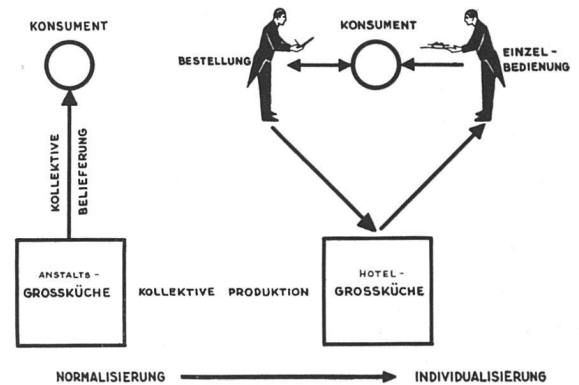 KONSUMENT
KONSUMENT
BESTELLUNG
EINZEL-
BEDIENUNG
KOLLEKTIVE
BELIEFERUNG
ANSTALTS-
GROSSKÜCHE
KOLLEKTIVE PRODUKTION
HOTEL-
GROSSKÜCHE
NORMALISIERUNG
INDIVIDUALISIERUNG